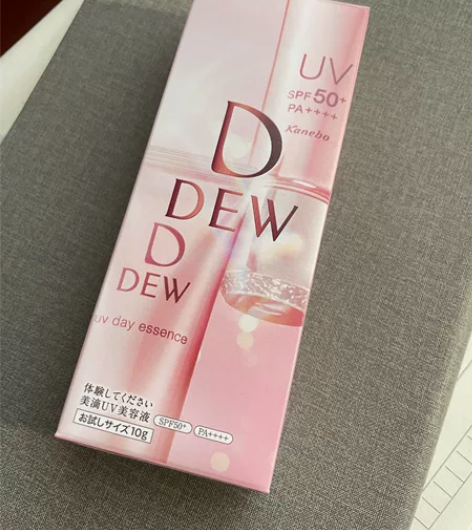 UV
SPF50+
PA++++
Kanebo
D
DEW
D
DEW
uv day essence
体験してください
美滴UV美容液
お試しサイズ10g SPF50+ PA++++